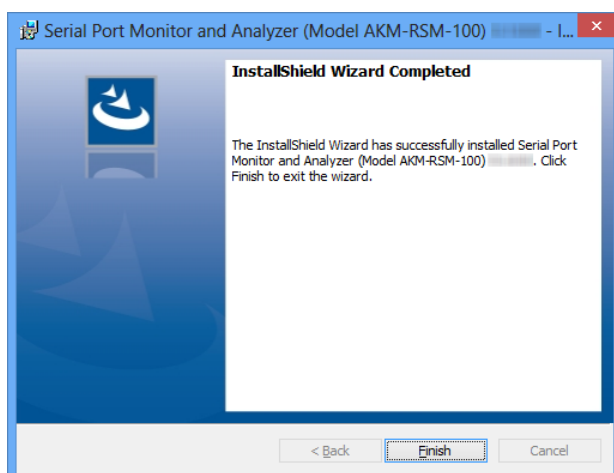 Serial Port Monitor and Analyzer (Model AKM-RSM-100) - I...
InstallShield Wizard Completed
The InstallShield Wizard has successfully installed Serial Port
Monitor and Analyzer (Model AKM-RSM-100) . Click
Finish to exit the wizard.
< Back Finish Cancel